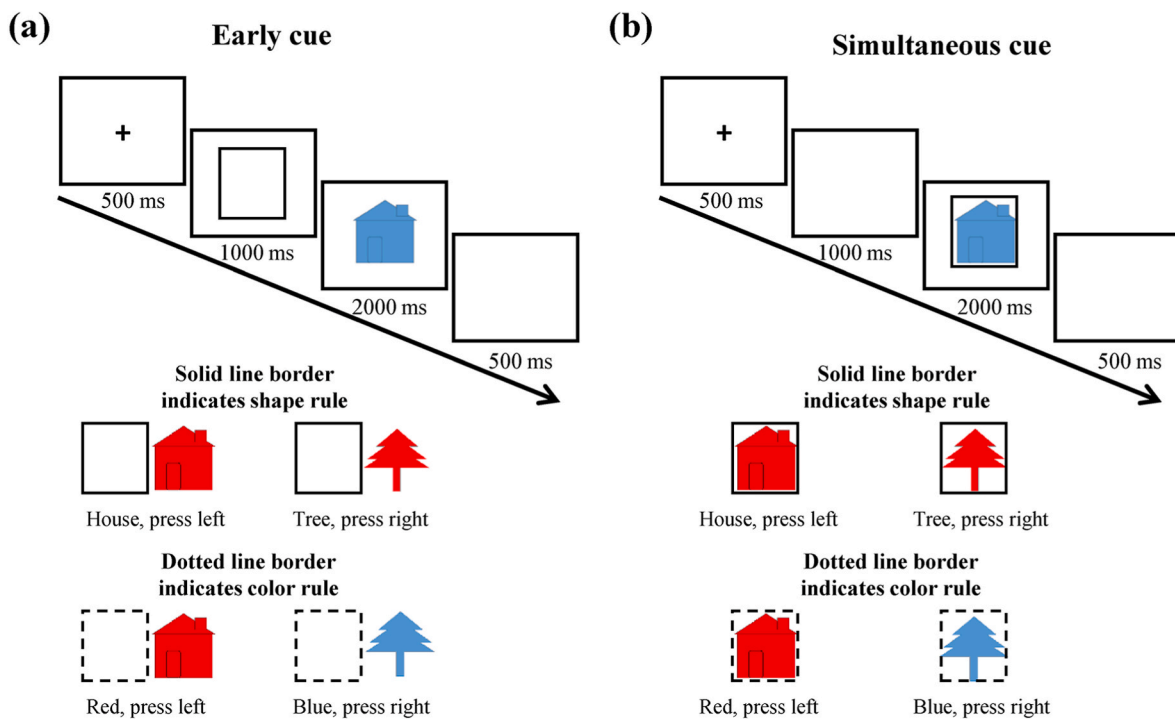 (a)
Early cue
+
500 ms
1000 ms
2000 ms
500 ms
Solid line border
indicates shape rule
House, press left
Tree, press right
Dotted line border
indicates color rule
Red, press left
Blue, press right
(b)
Simultaneous cue
+
500 ms
1000 ms
2000 ms
500 ms
Solid line border
indicates shape rule
House, press left
Tree, press right
Dotted line border
indicates color rule
Red, press left
Blue, press right